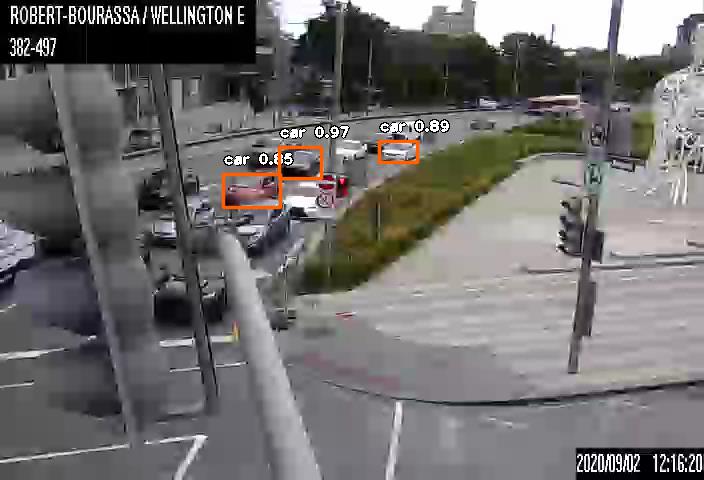 ROBERT-BOURASSA / WELLINGTON E
382-497
car 0.97
car 0.89
car 0.85
2020/09/02 12:16:20